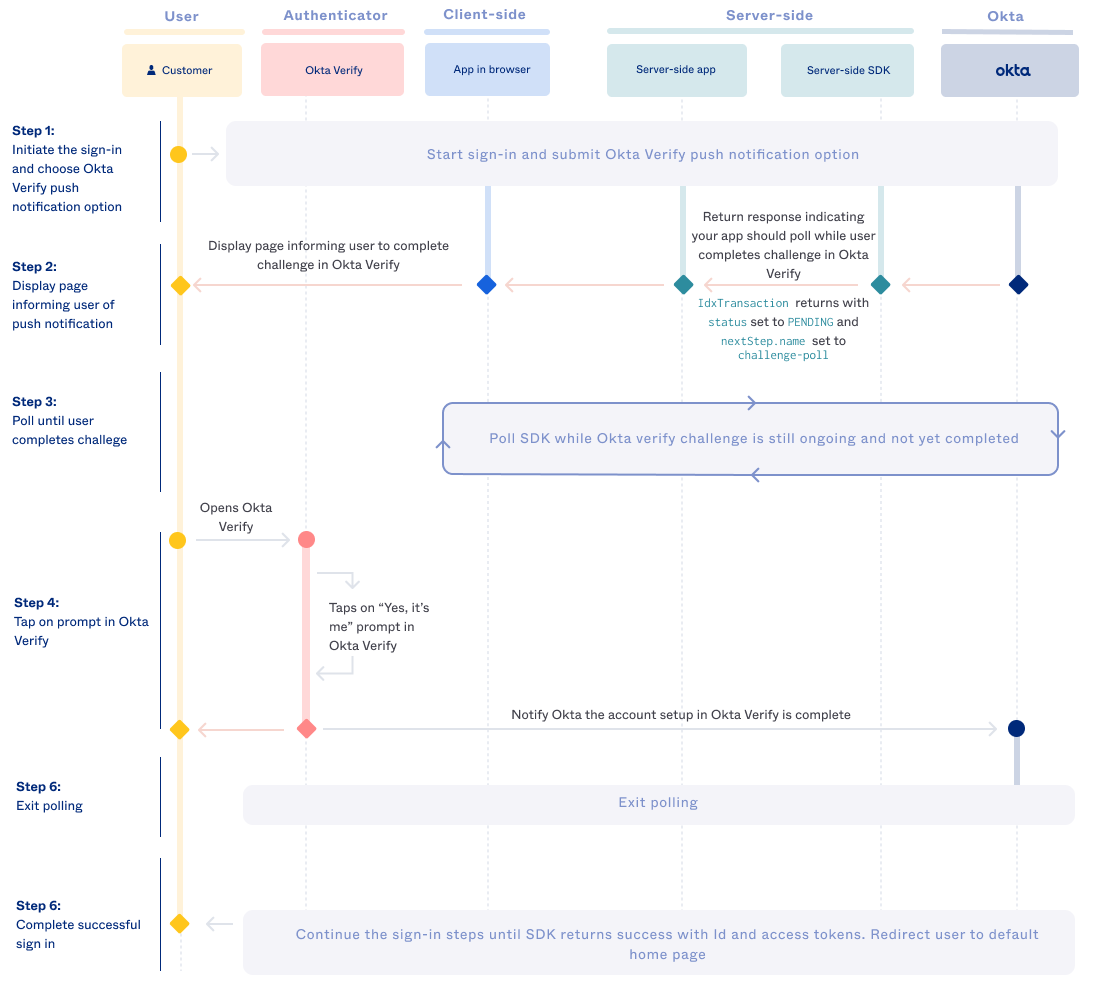 User
Authenticator
Client-side
Server-side
Okta
Customer
Okta Verify
App in browser
Server-side app
Server-side SDK
okta
Step 1:
Initiate the sign-in
and choose Okta
Verify push
notification option
Start sign-in and submit Okta Verify push notification option
Step 2:
Display page
informing user of
push notification
Display page informing user to complete
challenge in Okta Verify
Return response indicating
your app should poll while user
completes challenge in Okta
Verify
IdxTransaction returns with
status set to PENDING and
nextStep.name set to
challenge-poll
Step 3:
Poll until user
completes challege
Poll SDK while Okta verify challenge is still ongoing and not yet completed
Opens Okta
Verify
Step 4:
Tap on prompt in Okta
Verify
Taps on “Yes, it’s
me” prompt in
Okta Verify
Notify Okta the account setup in Okta Verify is complete
Step 6:
Exit polling
Exit polling
Step 6:
Complete successful
sign in
Continue the sign-in steps until SDK returns success with Id and access tokens. Redirect user to default
home page